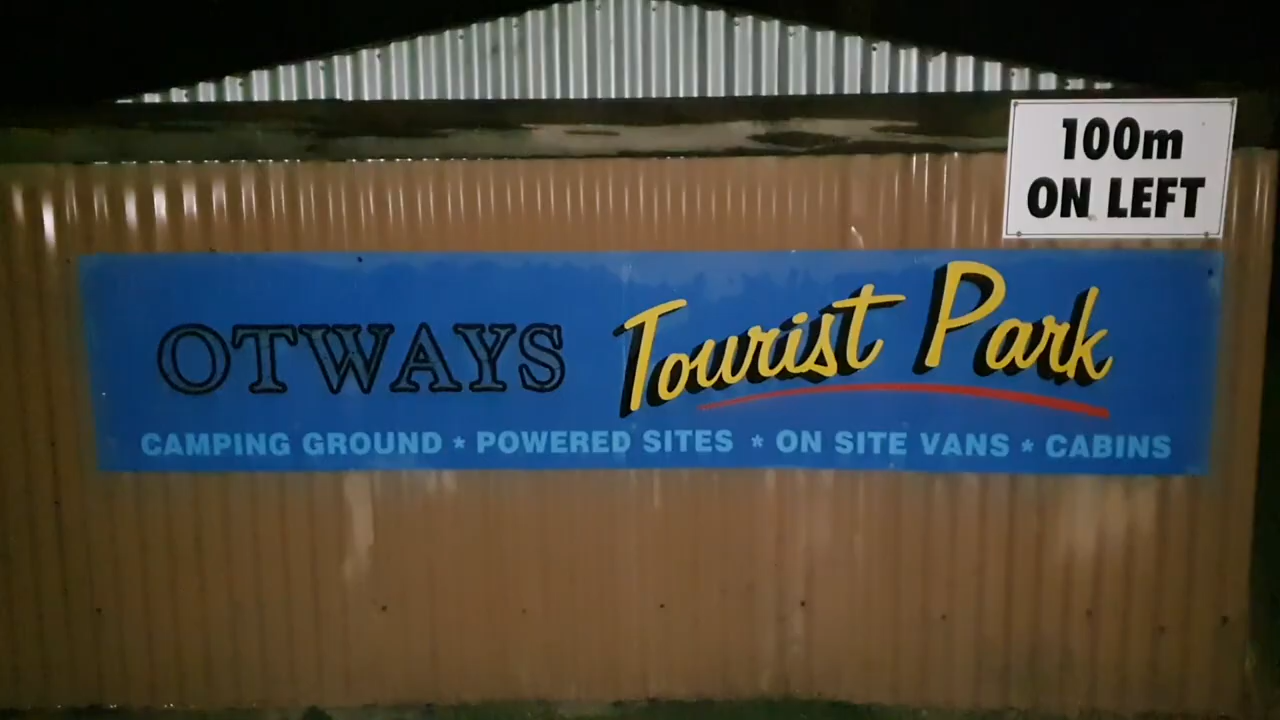 100m
ON LEFT
OTWAYS Tourist Park
CAMPING GROUND * POWERED SITES * ON SITE VANS * CABINS